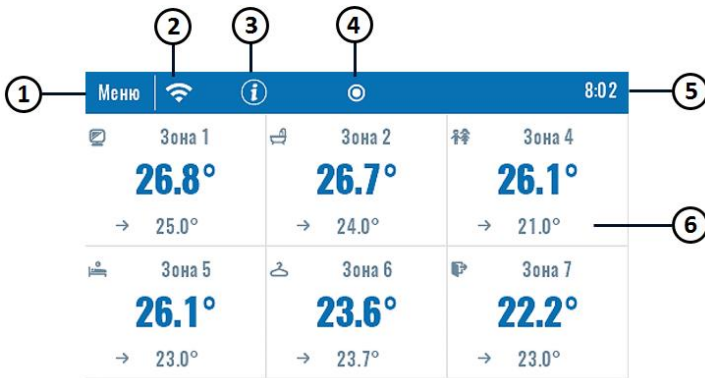 2 3 4
1 Меню i 8:02 5
Зона 1 Зона 2 Зона 4
26.8° 26.7° 26.1°
→ 25.0° → 24.0° → 21.0° 6
Зона 5 Зона 6 Зона 7
26.1° 23.6° 22.2°
→ 23.0° → 23.7° → 23.0°